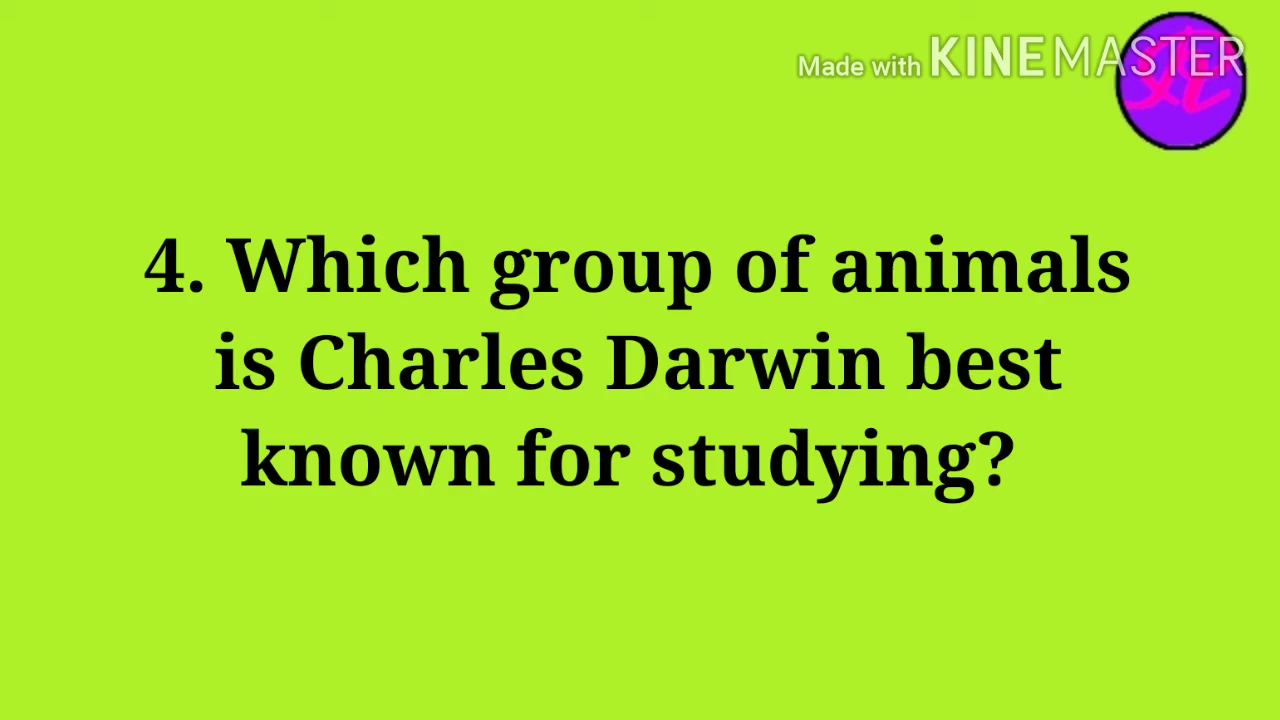 Made with KINEMASTER
4. Which group of animals
is Charles Darwin best
known for studying?